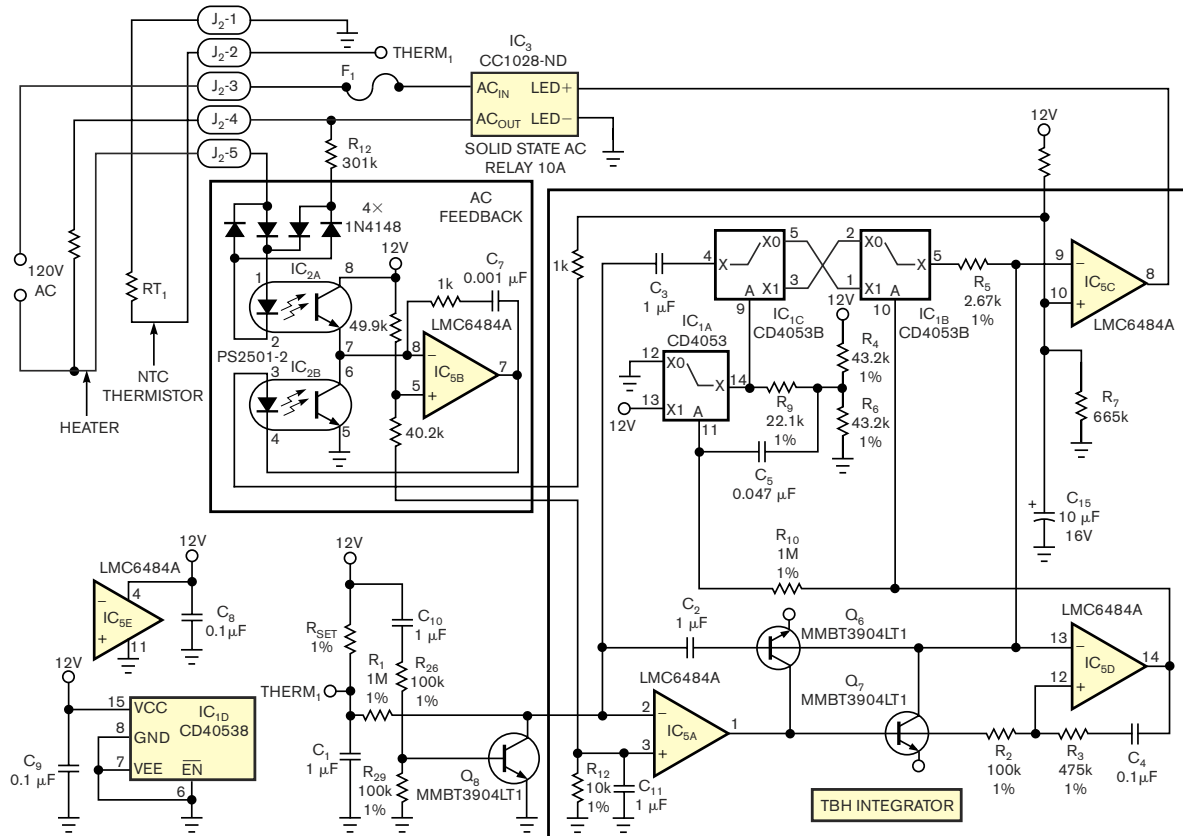 J2-1
J2-2
THERM1
J2-3
F1
J2-4
J2-5
IC3
CC1028-ND
ACIN LED+
ACOUT LED−
SOLID STATE AC
RELAY 10A
R12
301k
12V
120V
AC
RT1
NTC
THERMISTOR
HEATER
AC
FEEDBACK
4×
1N4148
12V
IC2A
1
8
2
PS2501-2
49.9k
1k
C7
0.001 µF
7
8
−
IC5B
7
5
+
LMC6484A
3
IC2B
6
4
5
40.2k
1k
C3
1 µF
4
X0
X
X1
A
5
3
9
IC1C
CD4053B
2
1
X0
X
X1 A
5
10
IC1B
CD4053B
R5
2.67k
1%
9
−
IC5C
8
10
+
LMC6484A
IC1A
CD4053
12
X0
X
14
13
X1 A
11
12V
12V
R4
43.2k
1%
R9
22.1k
1%
R6
43.2k
1%
C5
0.047 µF
R7
665k
+
C15
10 µF
16V
R10
1M
1%
12V
LMC6484A
−
4
IC5E
+
11
C8
0.1µF
12V
15
VCC
IC1D
CD40538
8
GND
7
VEE
EN
6
C9
0.1 µF
12V
RSET
1%
C10
1 µF
R1
1M
1%
R26
100k
1%
THERM1
C1
1 µF
R29
100k
1%
Q8
MMBT3904LT1
C2
1 µF
Q6
MMBT3904LT1
Q7
MMBT3904LT1
LMC6484A
2
−
IC5A
1
3
+
R12
10k
1%
C11
1 µF
LMC6484A
13
−
IC5D
14
12
+
R2
100k
1%
R3
475k
1%
C4
0.1µF
TBH INTEGRATOR